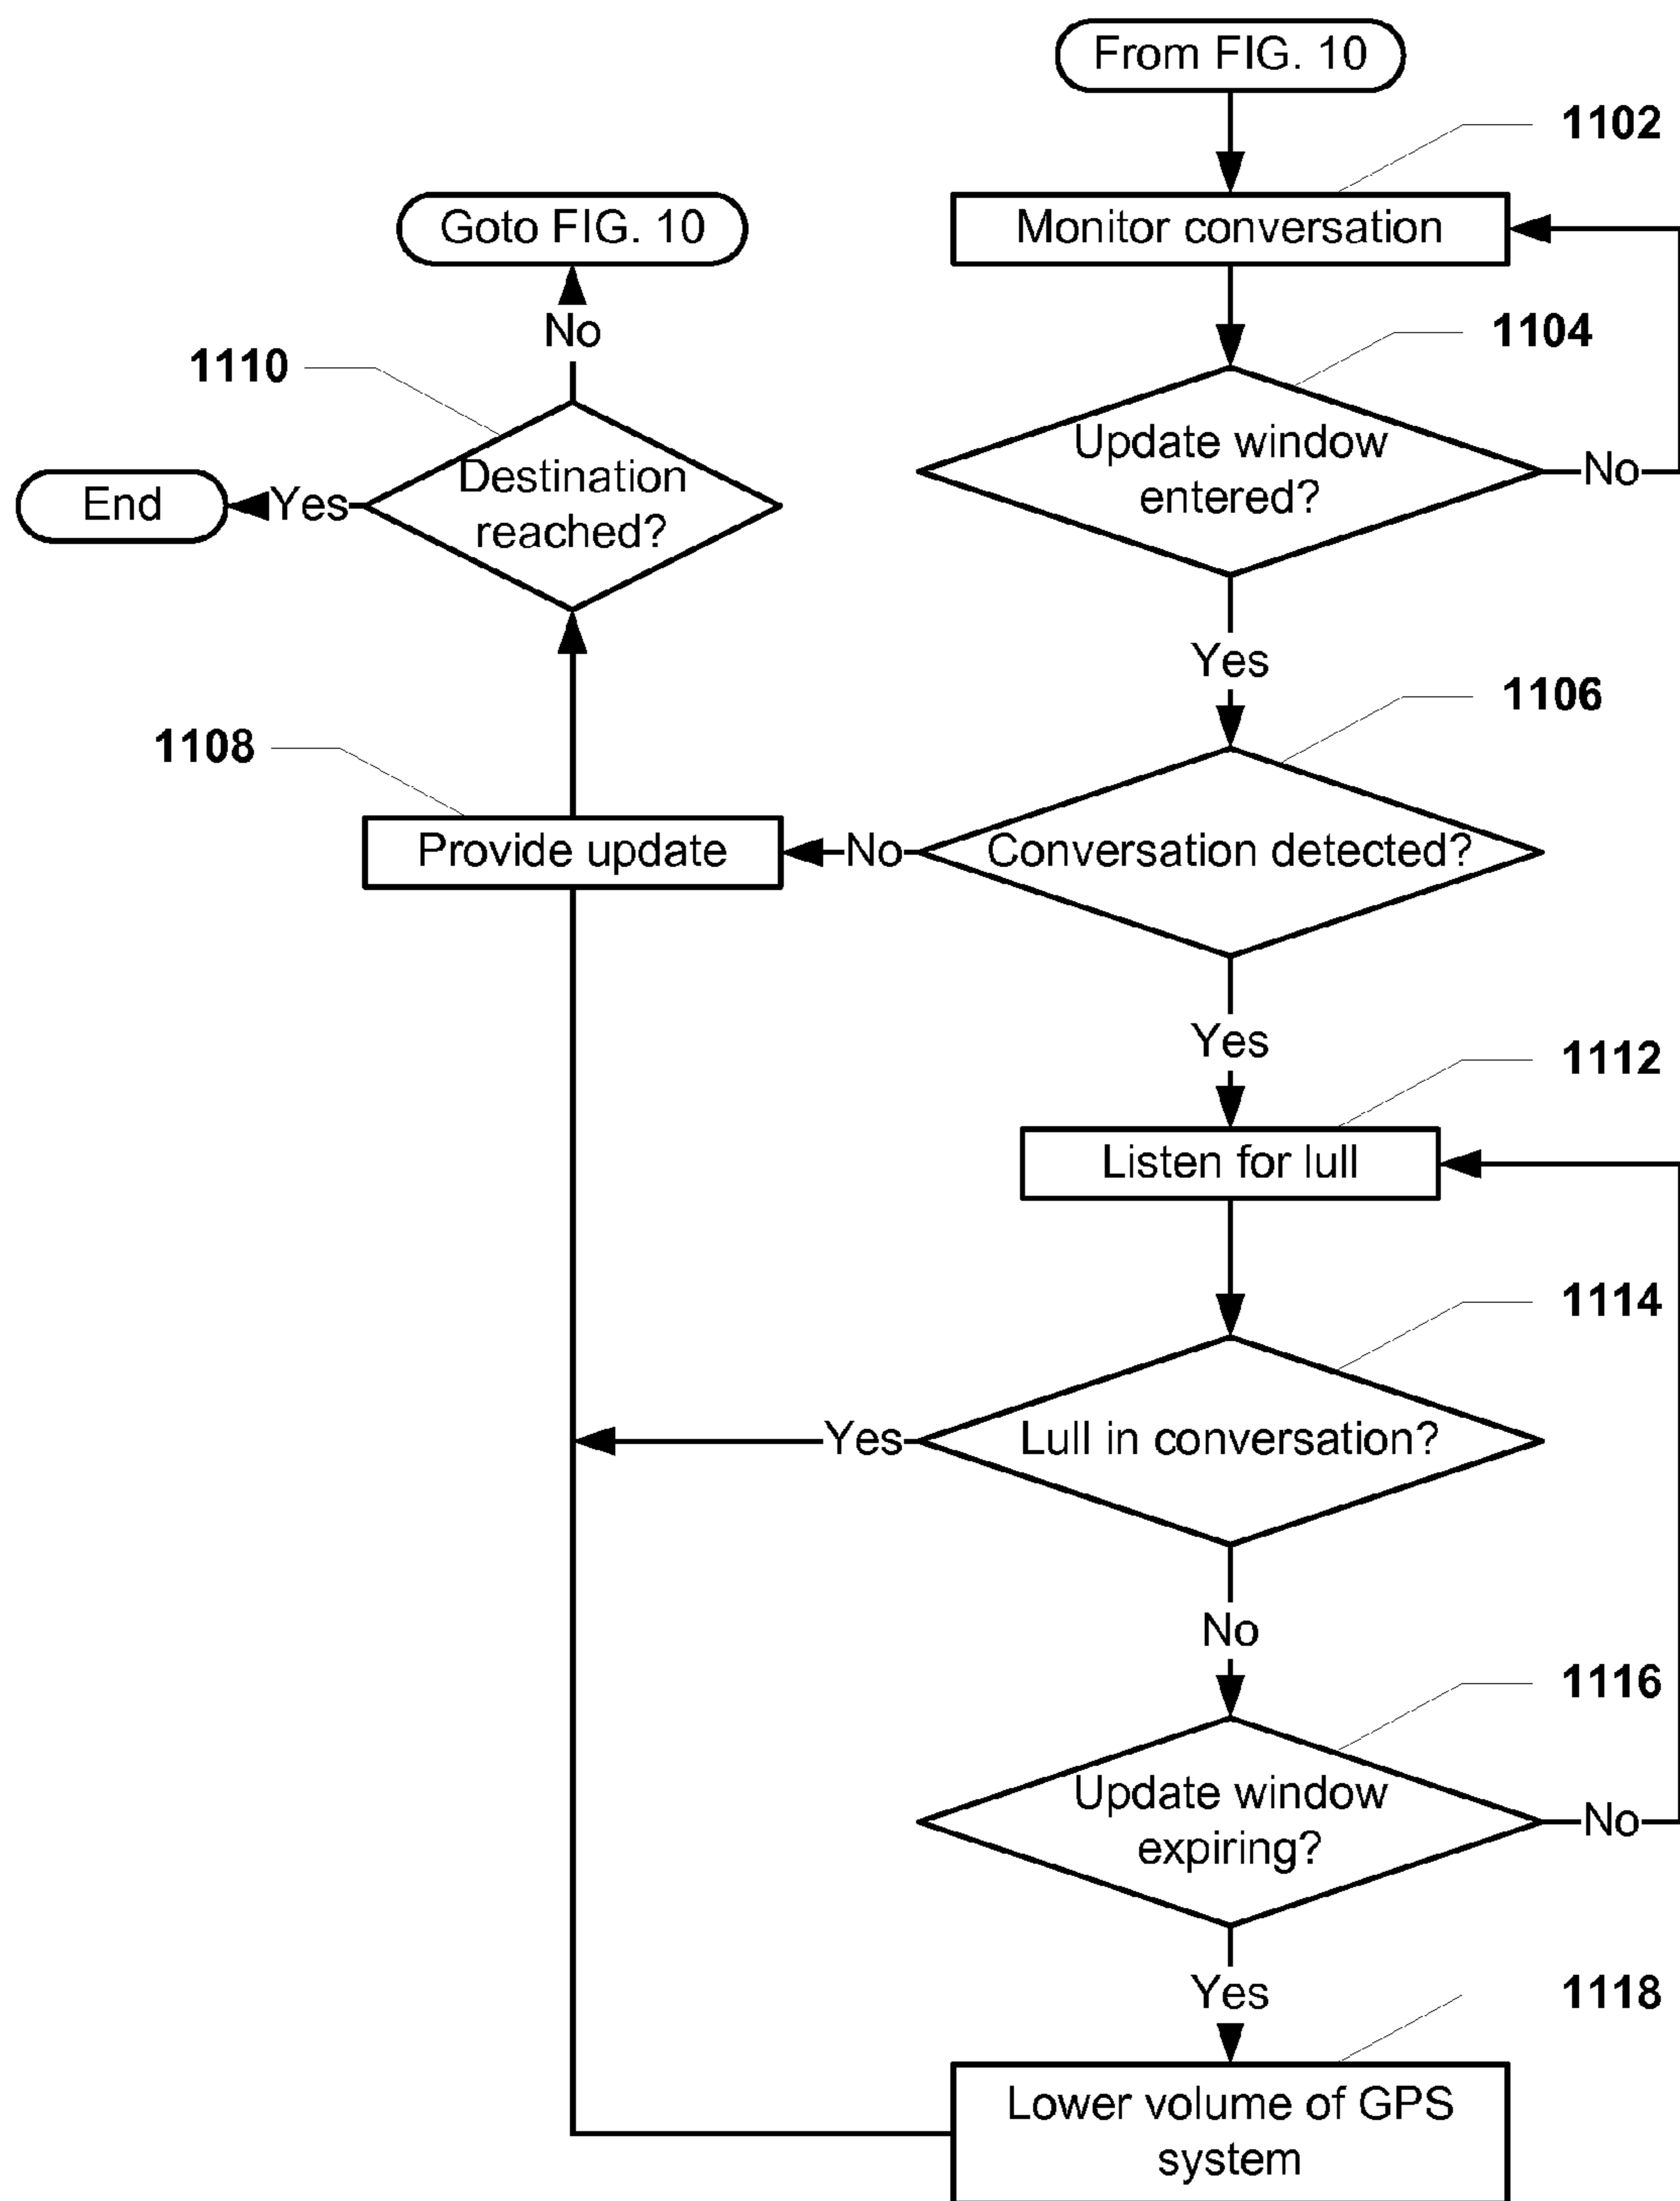 From FIG. 10
1102
Monitor conversation
Goto FIG. 10
No
1104
1110
Update window
entered?
No
Destination
reached?
Yes
End
Yes
1106
1108
Conversation detected?
No
Provide update
Yes
1112
Listen for lull
1114
Lull in conversation?
Yes
No
1116
Update window
expiring?
No
Yes
1118
Lower volume of GPS
system